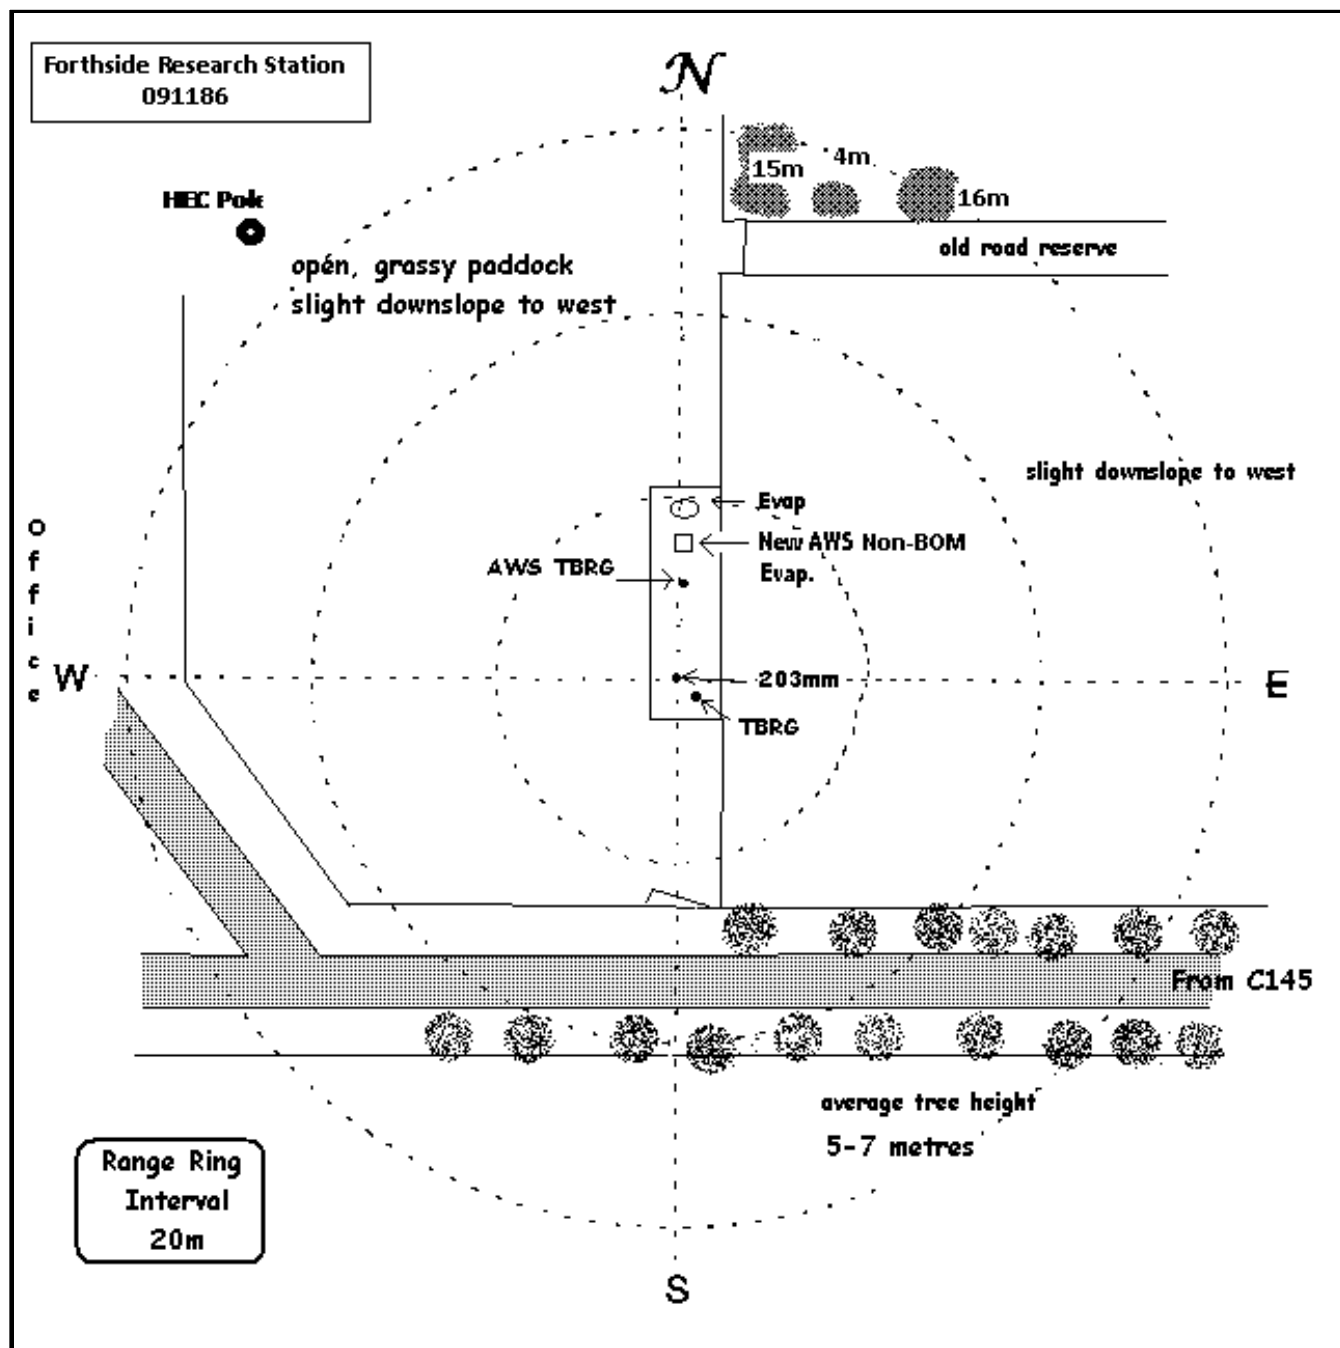 Forthside Research Station
091186
N
HEC Pole
15m
4m
16m
old road reserve
opén, grassy paddock
slight downslope to west
slight downslope to west
Evap
New AWS Non-BOM
Evap.
AWS TBRG
office
W
203mm
E
TBRG
From C145
average tree height
5-7 metres
Range Ring
Interval
20m
S